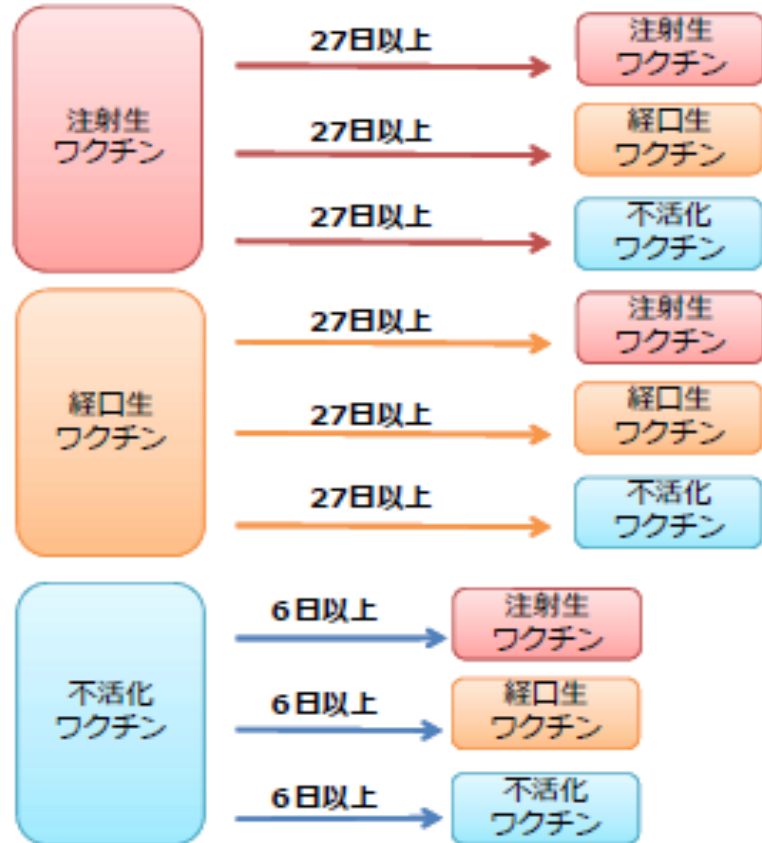 注射生
ワクチン
27日以上
注射生
ワクチン
27日以上
経口生
ワクチン
27日以上
不活化
ワクチン
経口生
ワクチン
27日以上
注射生
ワクチン
27日以上
経口生
ワクチン
27日以上
不活化
ワクチン
不活化
ワクチン
6日以上
注射生
ワクチン
6日以上
経口生
ワクチン
6日以上
不活化
ワクチン